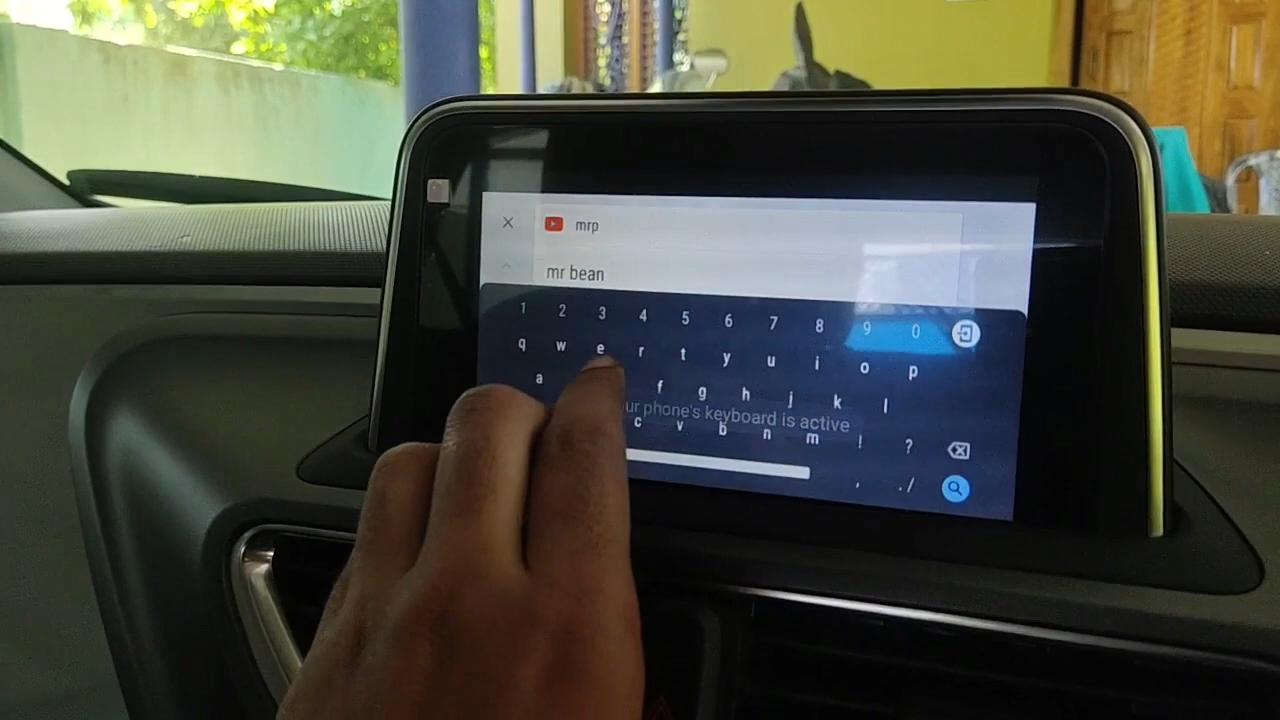 mrp
mr bean
1 2 3 4 5 6 7 8 9 0
q w e r t y u i o p
a f g h j k l
ur phone's keyboard is active
c v b n m ! ?
, . /